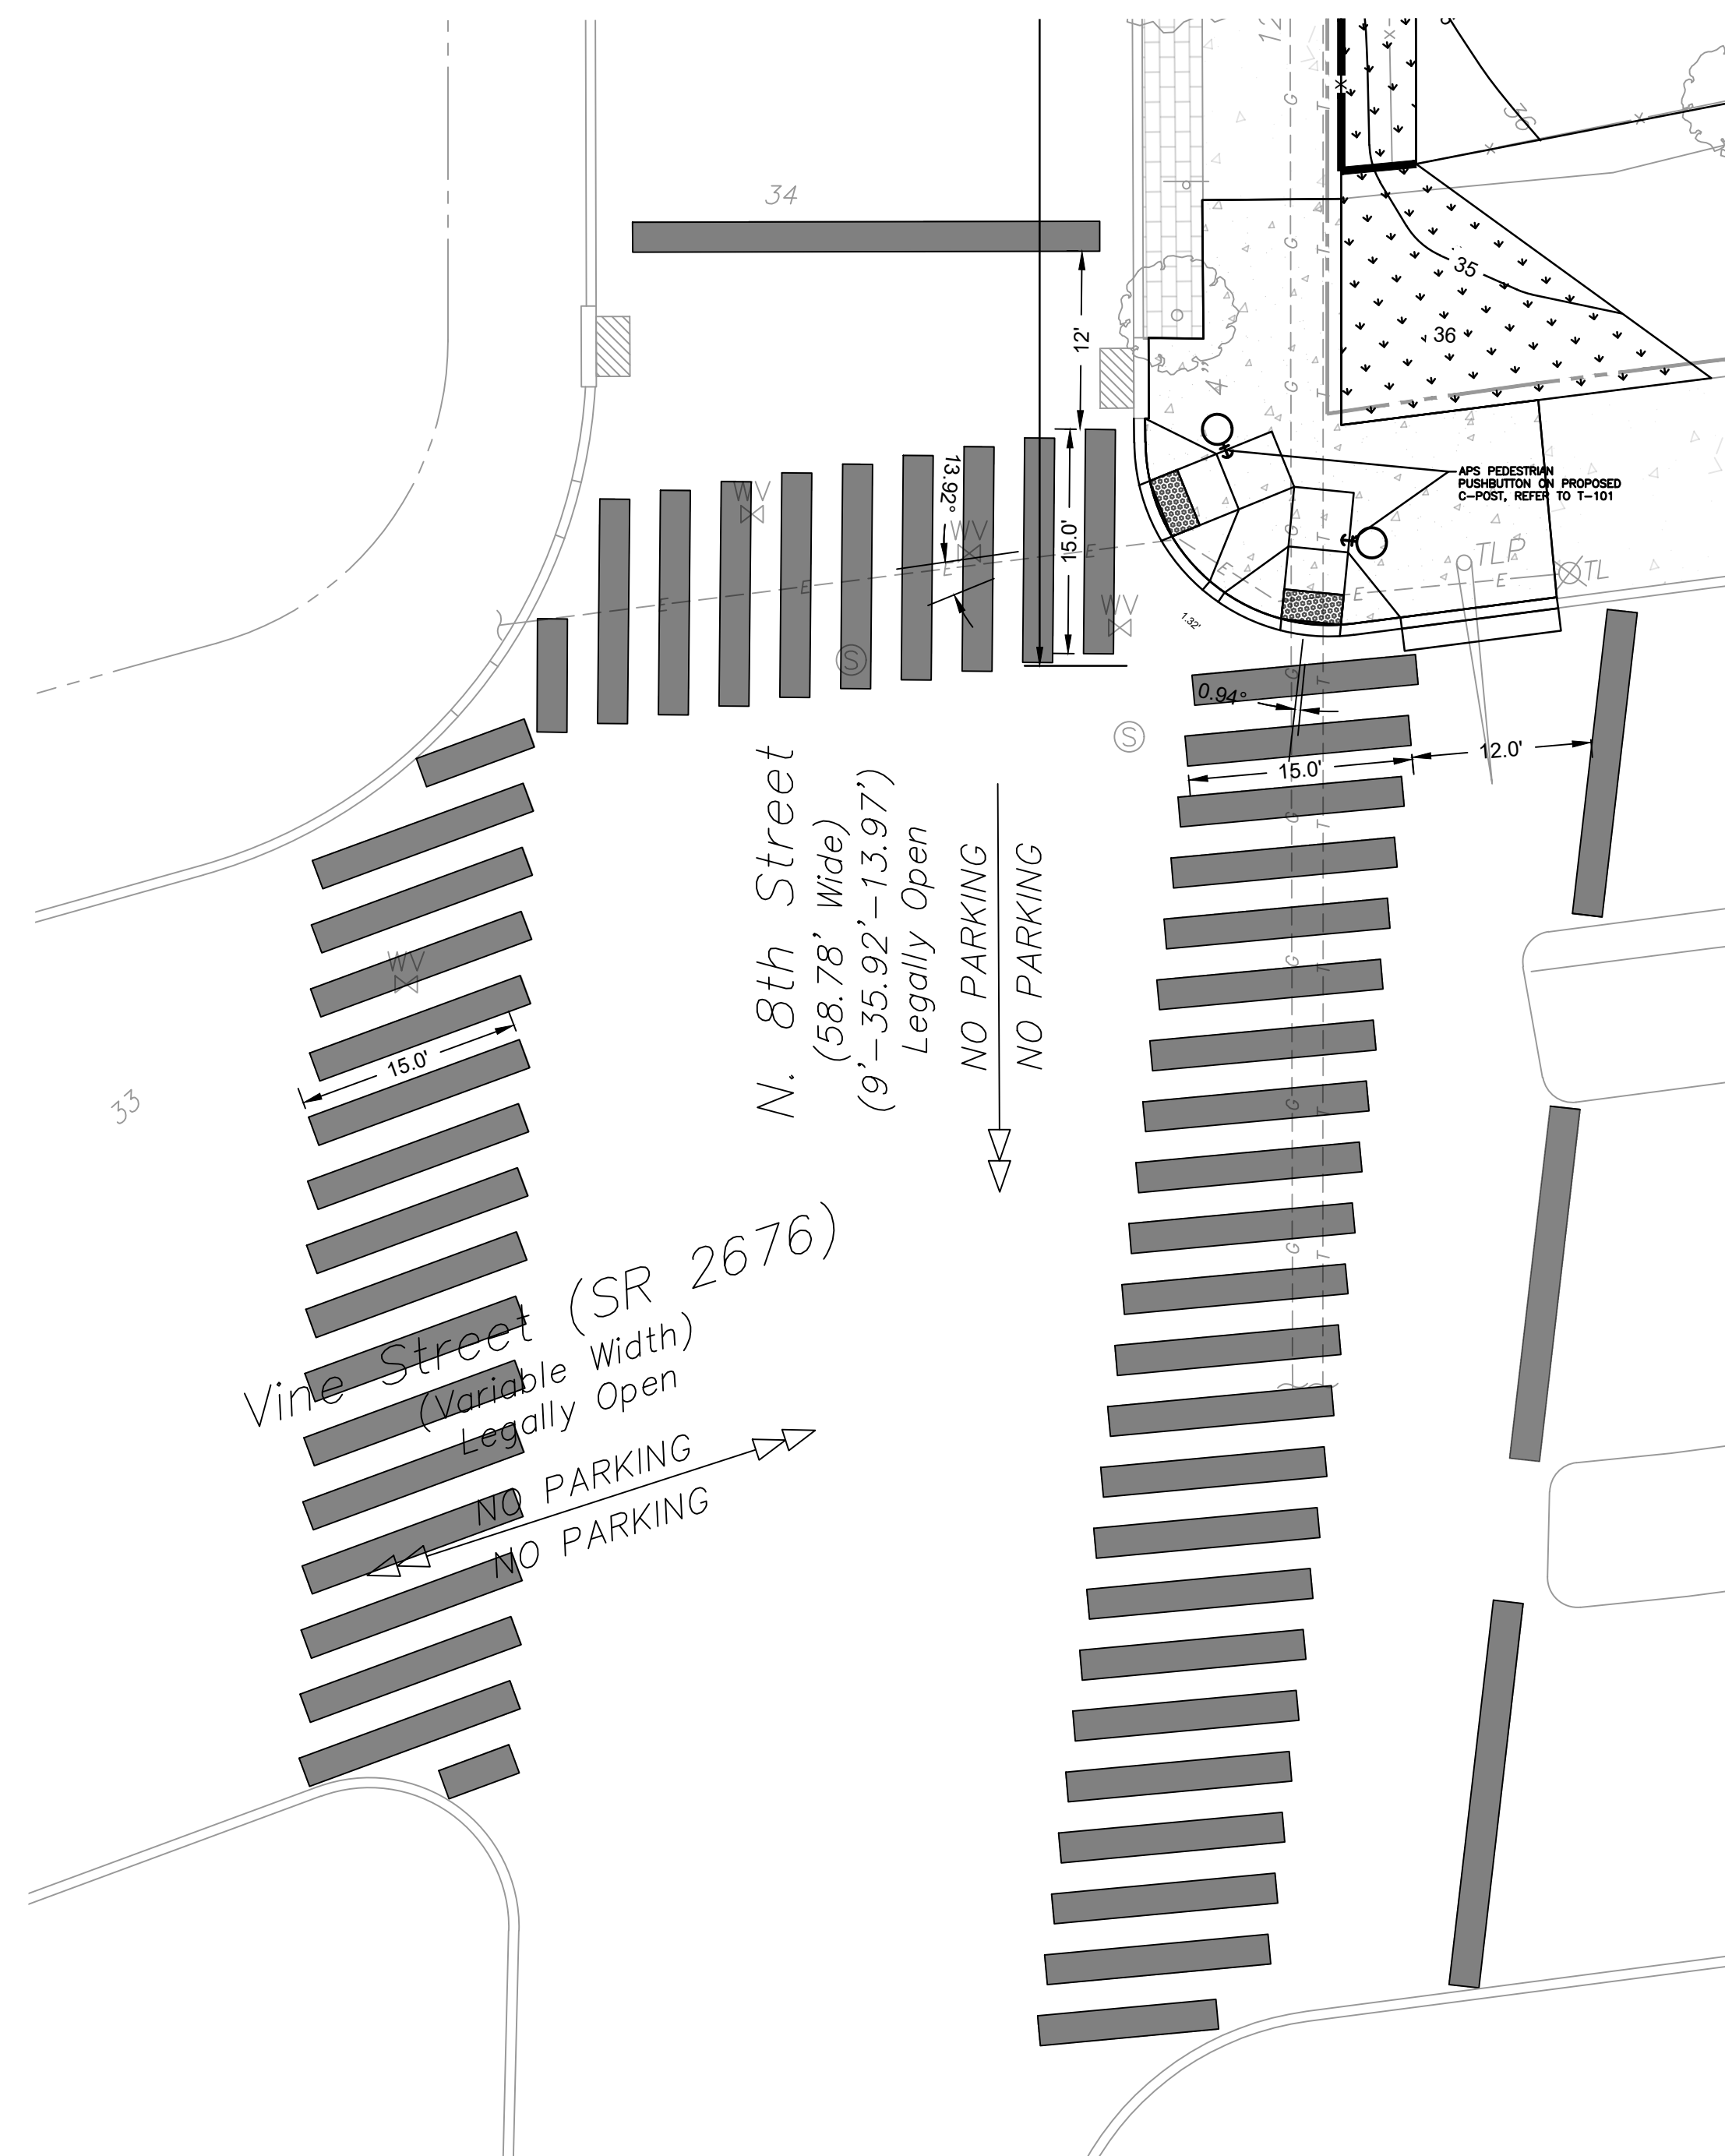 12
G
T
x
x
x
x
36
34
35
36
12'
4"
APS PEDESTRIAN
PUSHBUTTON ON PROPOSED
C-POST, REFER TO T-101
13.92°
15.0'
WV
WV
WV
E
E
E
E
E
E
E
TLP
TL
1.32'
S
S
0.94°
15.0'
12.0'
N. 8th Street
(58.78' Wide)
(9'-35.92'-13.97')
Legally Open
NO PARKING
NO PARKING
WV
15.0'
33
Vine Street (SR 2676)
(Variable Width)
Legally Open
NO PARKING
NO PARKING
G
T
G
T
G
T
G
T